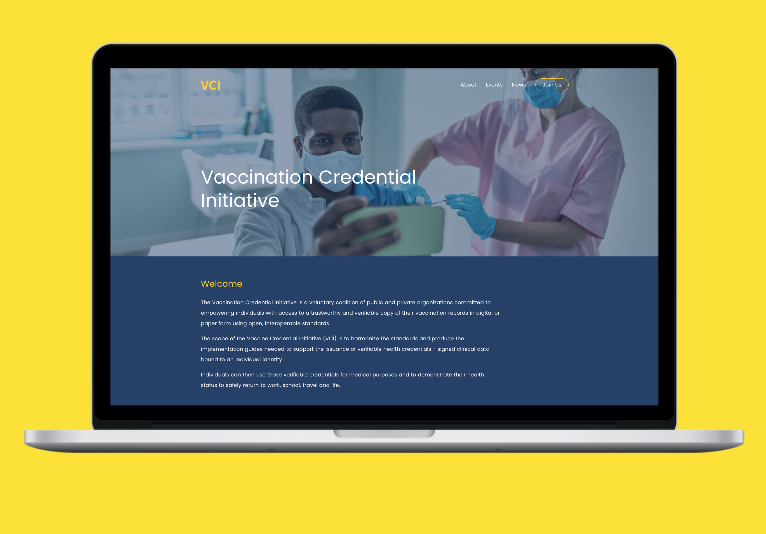 VCI
About Events News Join Us
Vaccination Credential
Initiative
Welcome
The Vaccination Credential Initiative is a voluntary coalition of public and private organizations committed to
empowering individuals with access to a trustworthy and verifiable copy of their vaccination records in digital or
paper form using open, interoperable standards.
The scope of the Vaccine Credential Initiative (VCI) is to harmonize the standards and produce the
implementation guides needed to support the issuance of verifiable health credentials - signed clinical data
bound to an individual identity.
Individuals can then use those verifiable credentials for medical purposes and to demonstrate their health
status to safely return to work, school, travel and life.